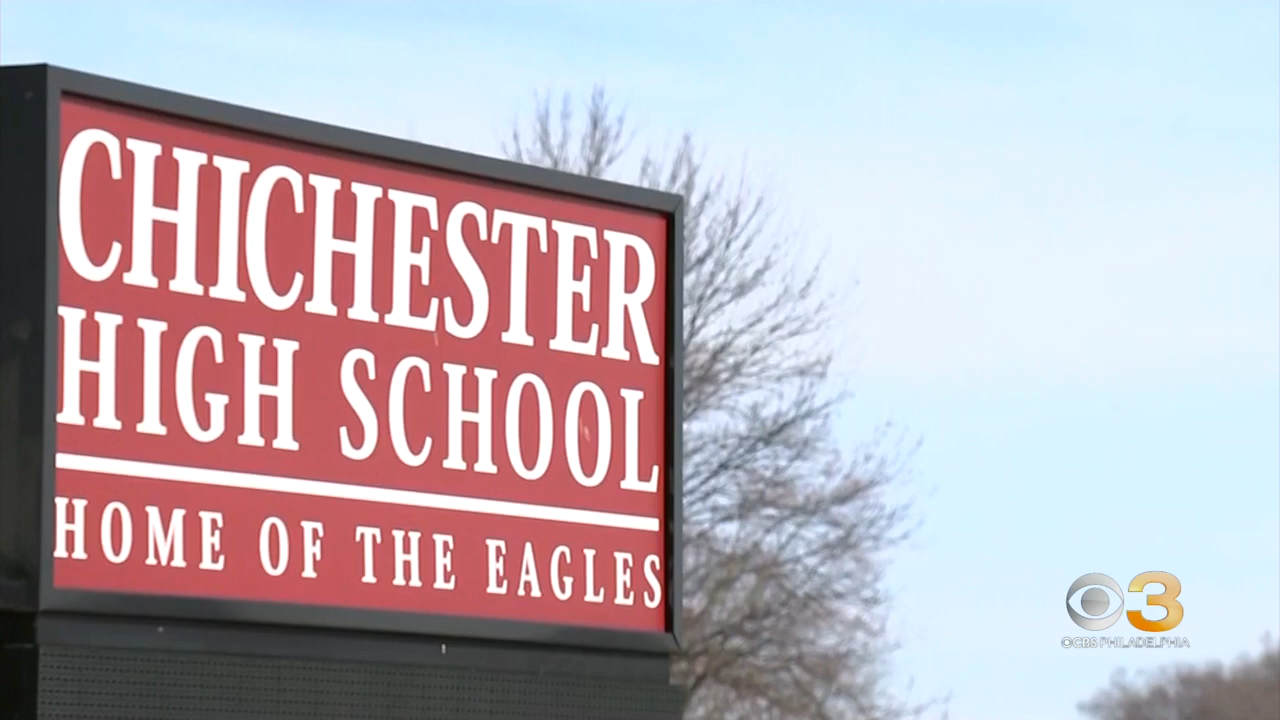 CHICHESTER
HIGH SCHOOL
HOME OF THE EAGLES
3
CBS PHILADELPHIA